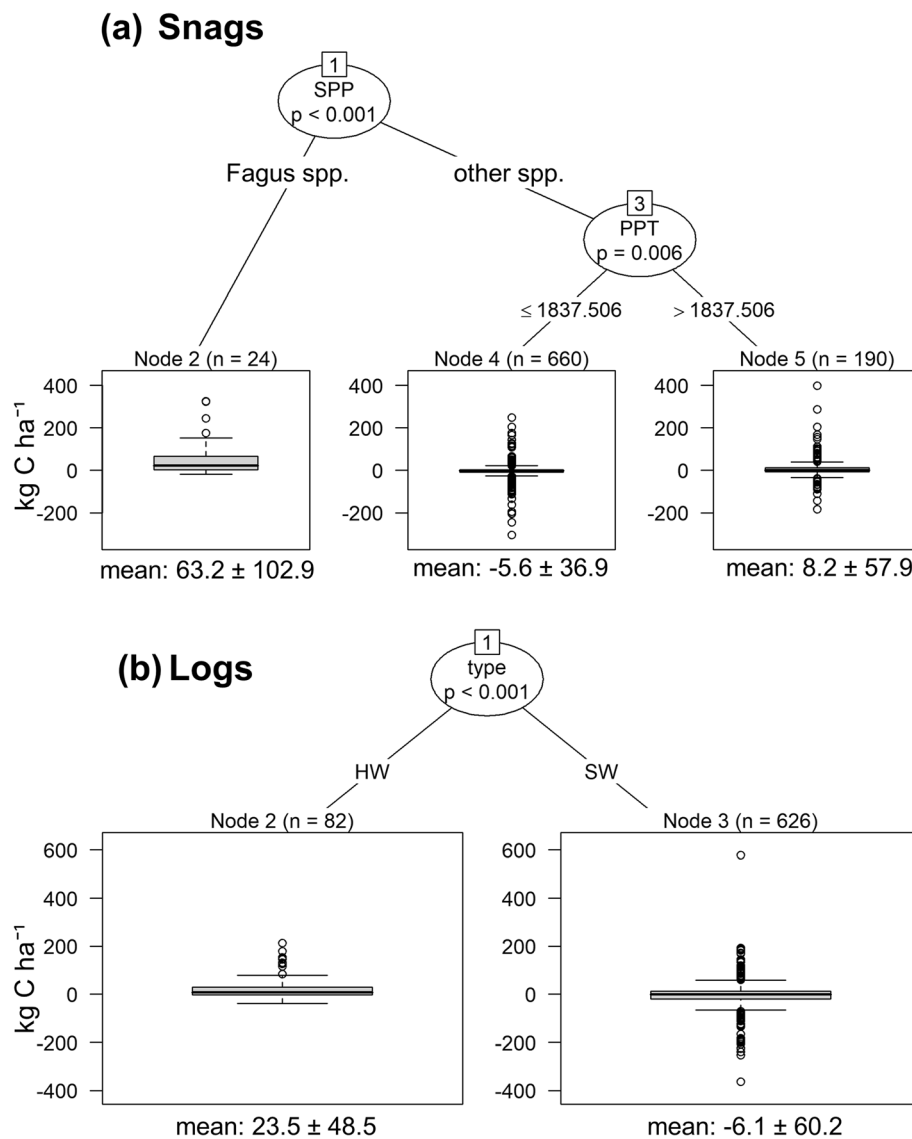 (a) Snags
1
SPP
p < 0.001
Fagus spp.
other spp.
3
PPT
p = 0.006
≤ 1837.506
> 1837.506
Node 2 (n = 24)
Node 4 (n = 660)
Node 5 (n = 190)
kg C ha⁻¹
400
200
0
-200
400
200
0
-200
400
200
0
-200
mean: 63.2 ± 102.9
mean: -5.6 ± 36.9
mean: 8.2 ± 57.9
(b) Logs
1
type
p < 0.001
HW
SW
Node 2 (n = 82)
Node 3 (n = 626)
kg C ha⁻¹
600
400
200
0
-200
-400
600
400
200
0
-200
-400
mean: 23.5 ± 48.5
mean: -6.1 ± 60.2